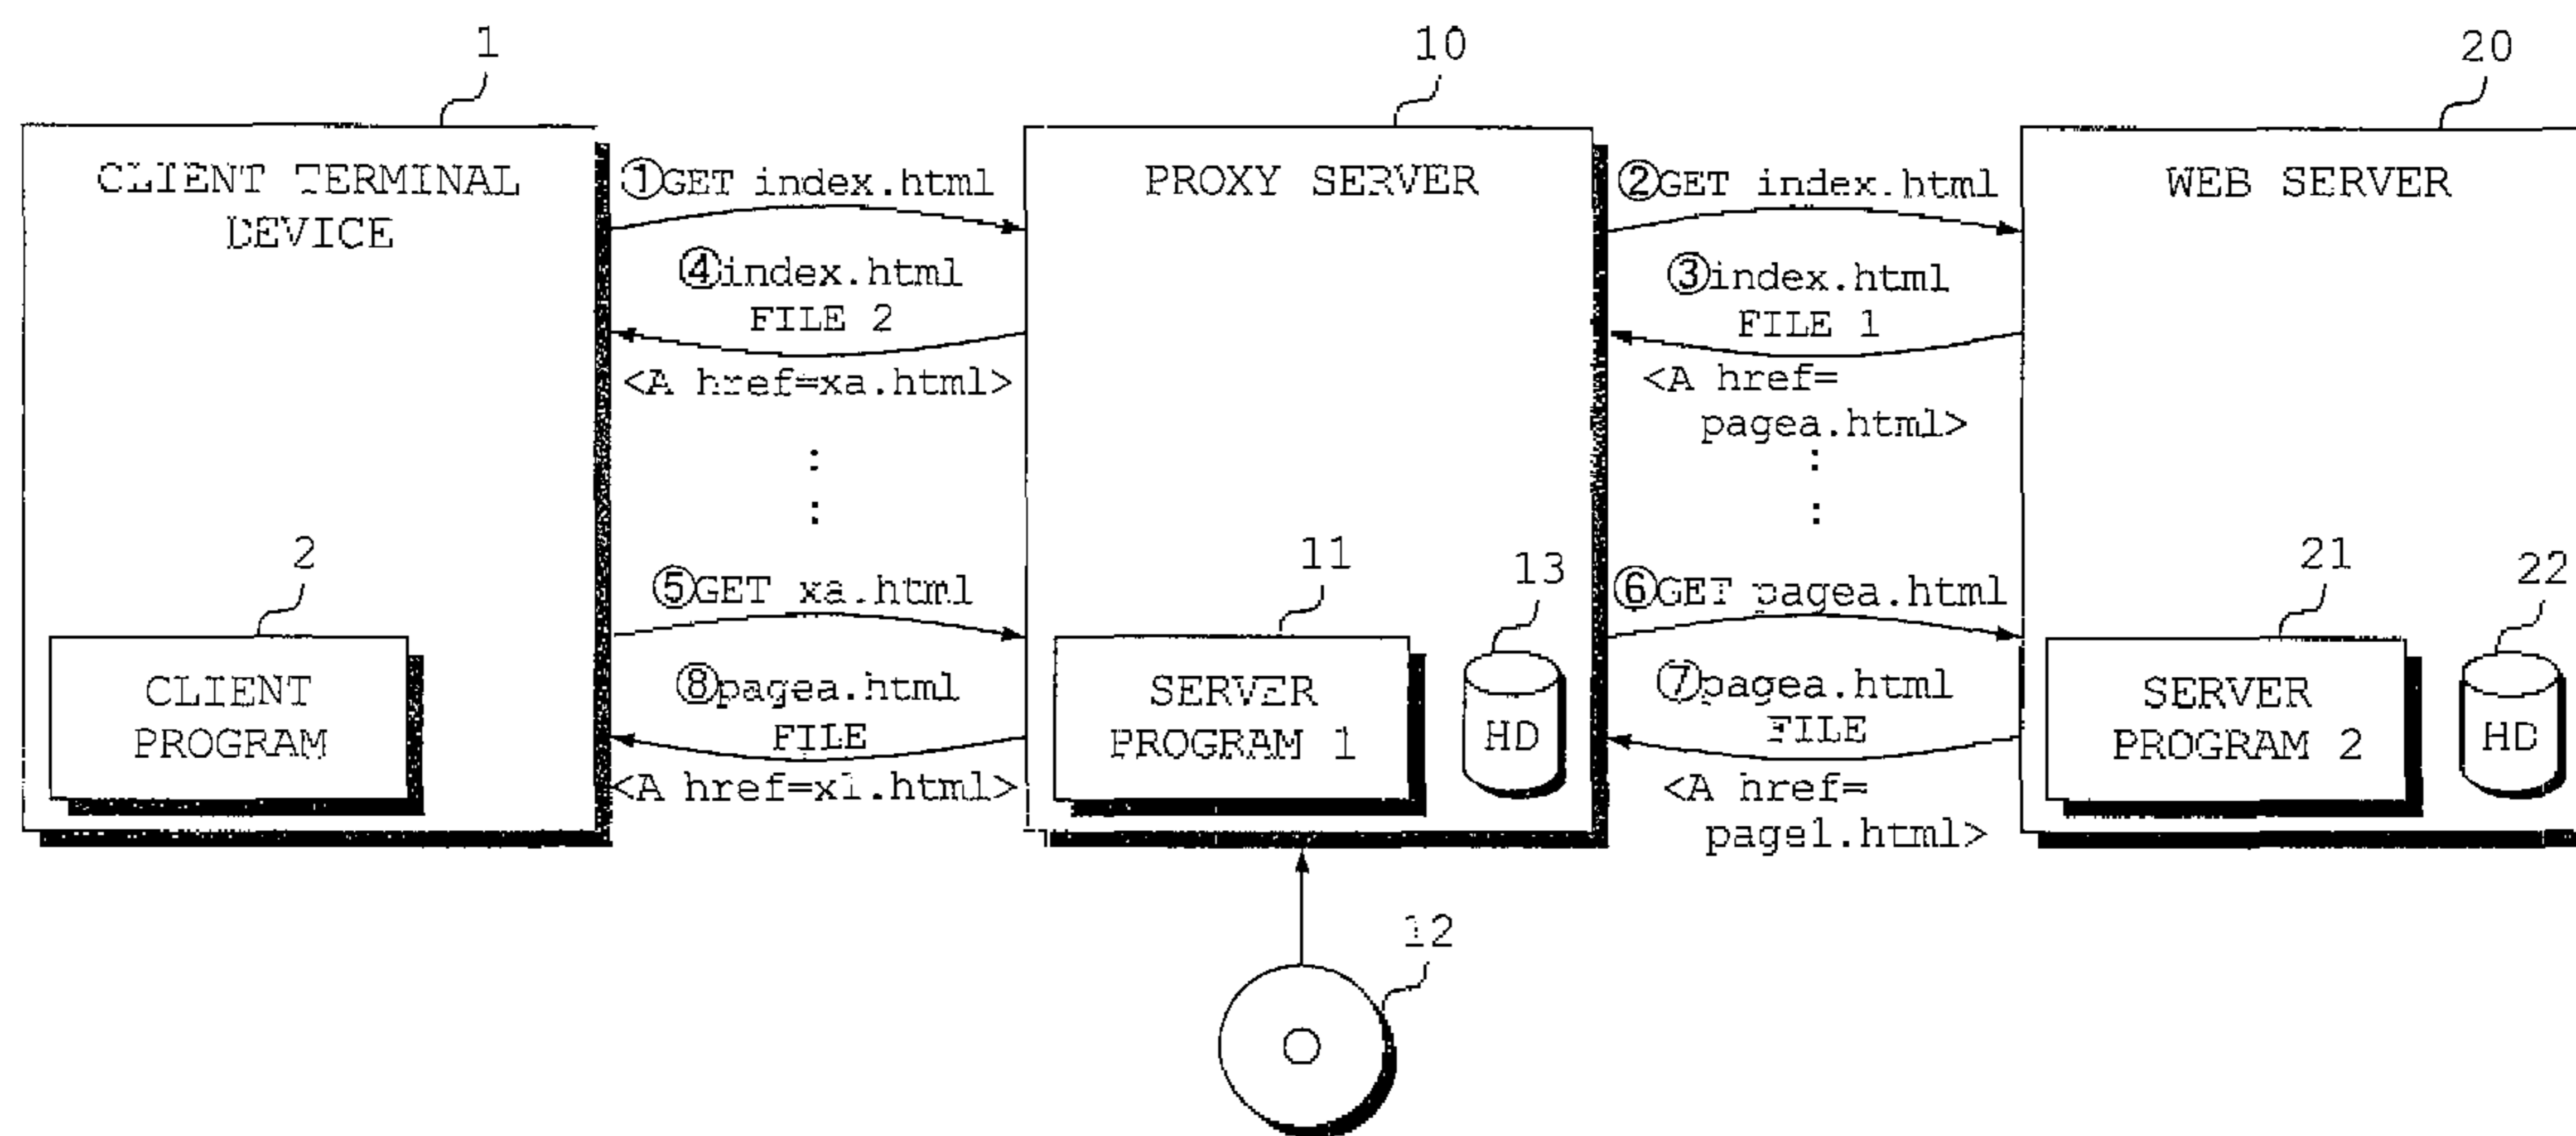 1
10
20
CLIENT TERMINAL
DEVICE
①GET index.html
PROXY SERVER
②GET index.html
WEB SERVER
④index.html
FILE 2
<A href=xa.html>
③index.html
FILE 1
<A href=
pagea.html>
:
:
:
:
2
⑤GET xa.html
11
13
⑥GET pagea.html
21
22
CLIENT
PROGRAM
⑧pagea.html
FILE
<A href=x1.html>
SERVER
PROGRAM 1
HD
⑦pagea.html
FILE
<A href=
page1.html>
SERVER
PROGRAM 2
HD
12